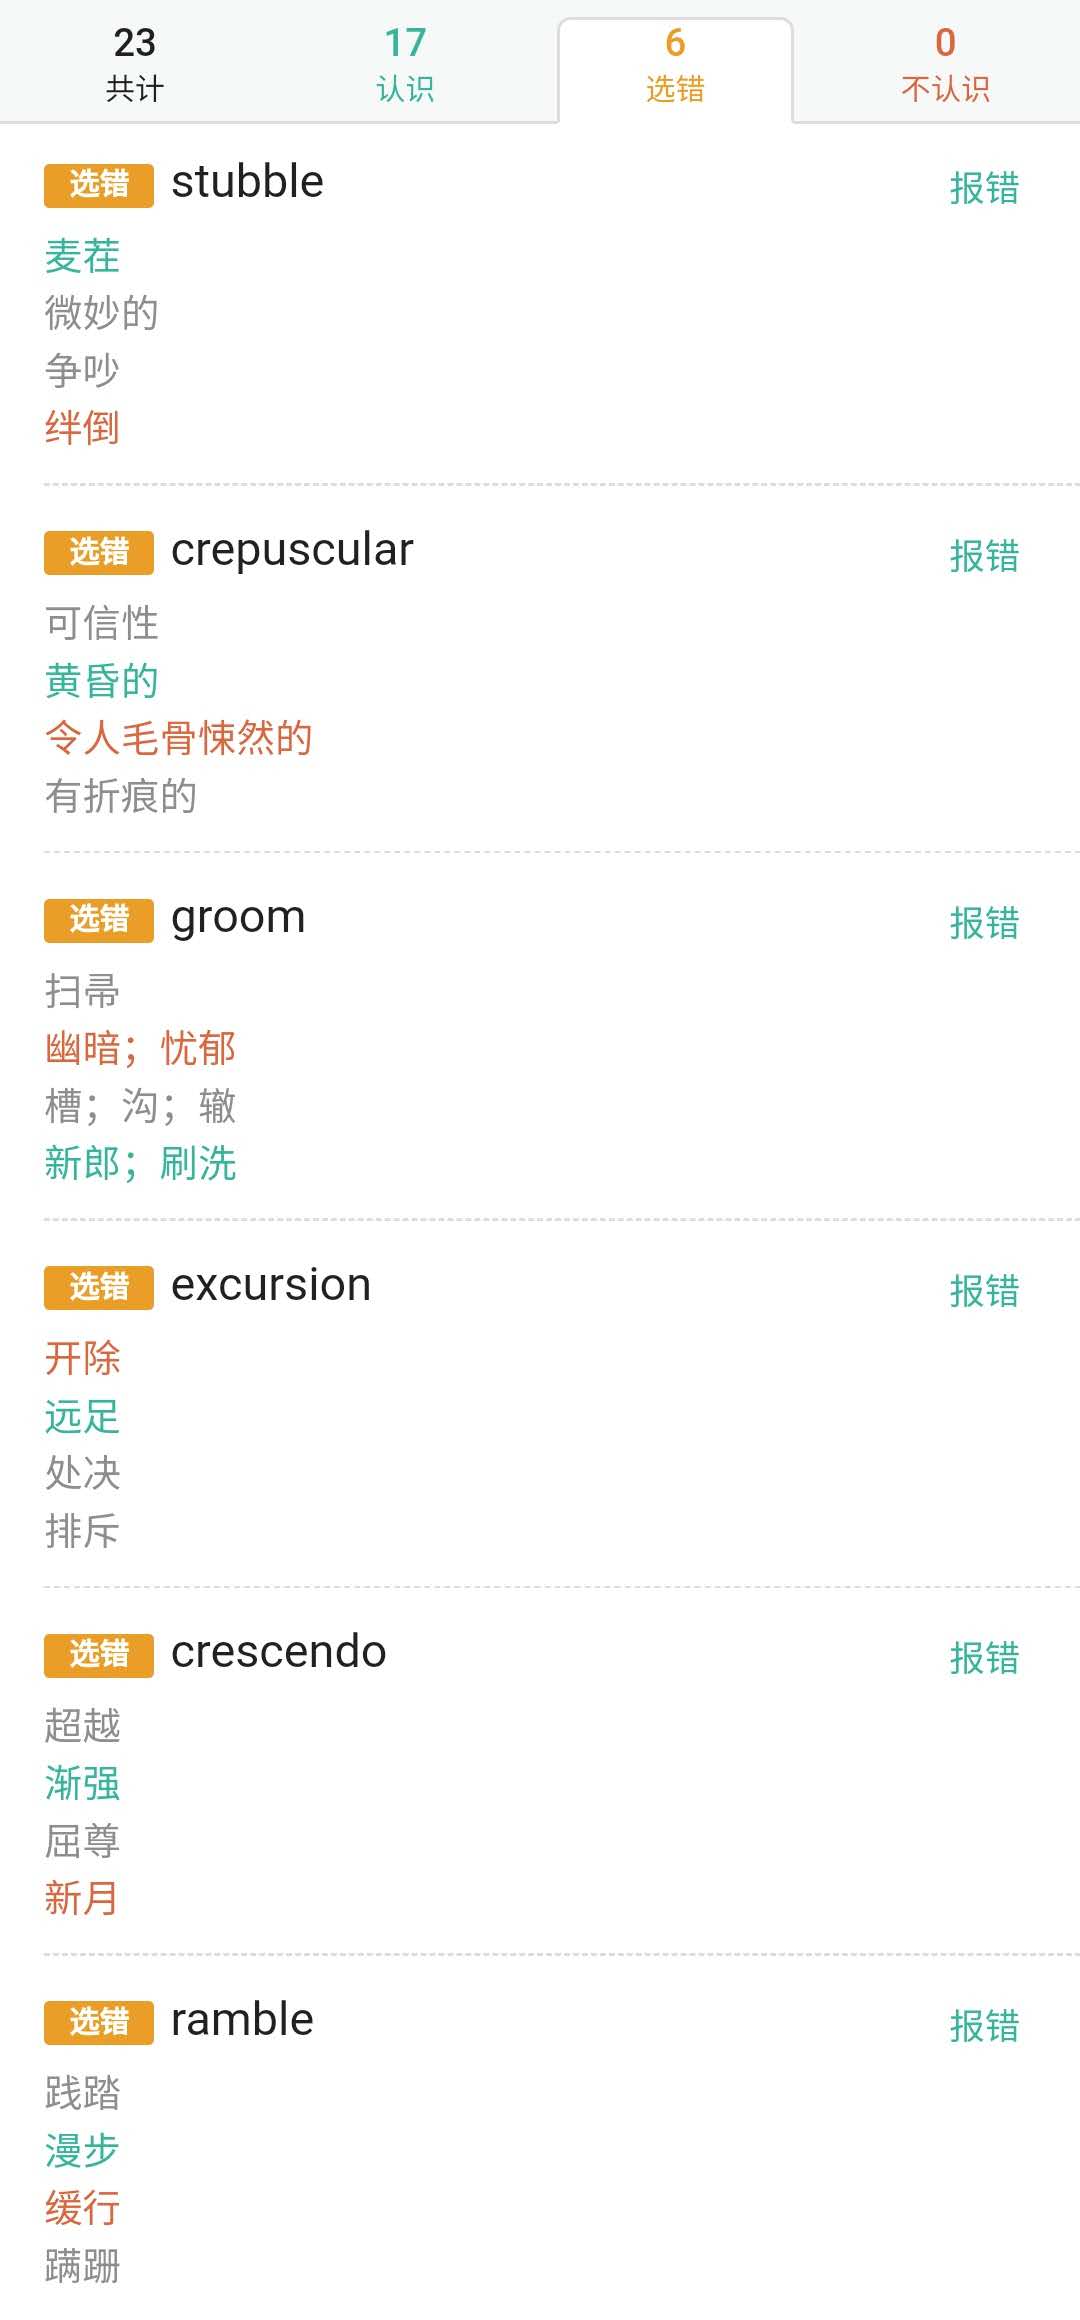 23 17 6 0
共计 认识 选错 不认识
选错 stubble 报错
麦茬
微妙的
争吵
绊倒
选错 crepuscular 报错
可信性
黄昏的
令人毛骨悚然的
有折痕的
选错 groom 报错
扫帚
幽暗；忧郁
槽；沟；辙
新郎；刷洗
选错 excursion 报错
开除
远足
处决
排斥
选错 crescendo 报错
超越
渐强
屈尊
新月
选错 ramble 报错
践踏
漫步
缓行
蹒跚